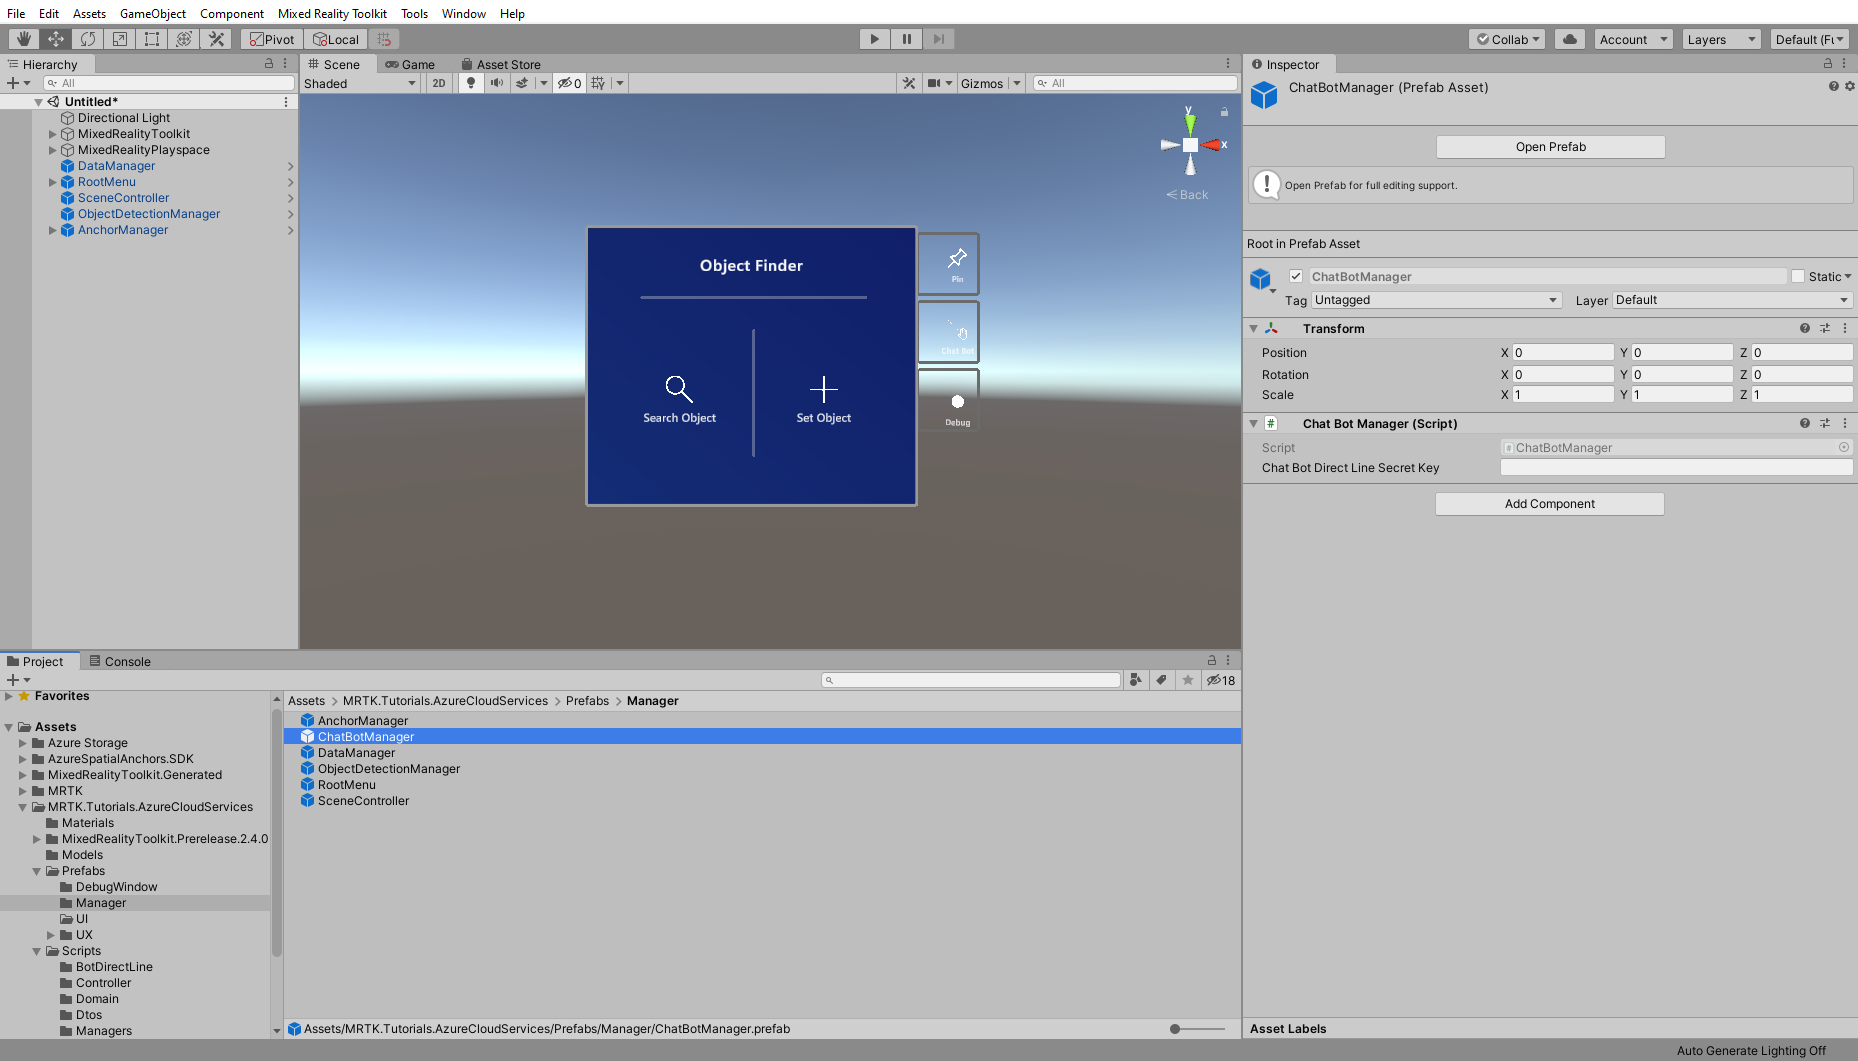 File Edit Assets GameObject Component Mixed Reality Toolkit Tools Window Help
Pivot Local Collab Account Layers Default (Fu
Hierarchy
All
Untitled*
Directional Light
MixedRealityToolkit
MixedRealityPlayspace
DataManager
RootMenu
SceneController
ObjectDetectionManager
AnchorManager
Scene Game Asset Store
Shaded 2D 0 Gizmos All
y
x
Back
Object Finder
Search Object
Set Object
Pin
Chat Bot
Debug
Inspector
ChatBotManager (Prefab Asset)
Open Prefab
Open Prefab for full editing support.
Root in Prefab Asset
ChatBotManager Static
Tag Untagged Layer Default
Transform
Position X 0 Y 0 Z 0
Rotation X 0 Y 0 Z 0
Scale X 1 Y 1 Z 1
# Chat Bot Manager (Script)
Script ChatBotManager
Chat Bot Direct Line Secret Key
Add Component
Project Console
18
Favorites
Assets
Azure Storage
AzureSpatialAnchors.SDK
MixedRealityToolkit.Generated
MRTK
MRTK.Tutorials.AzureCloudServices
Materials
MixedRealityToolkit.Prerelease.2.4.0
Models
Prefabs
DebugWindow
Manager
UI
UX
Scripts
BotDirectLine
Controller
Domain
Dtos
Managers
Assets > MRTK.Tutorials.AzureCloudServices > Prefabs > Manager
AnchorManager
ChatBotManager
DataManager
ObjectDetectionManager
RootMenu
SceneController
Assets/MRTK.Tutorials.AzureCloudServices/Prefabs/Manager/ChatBotManager.prefab
Asset Labels
Auto Generate Lighting Off